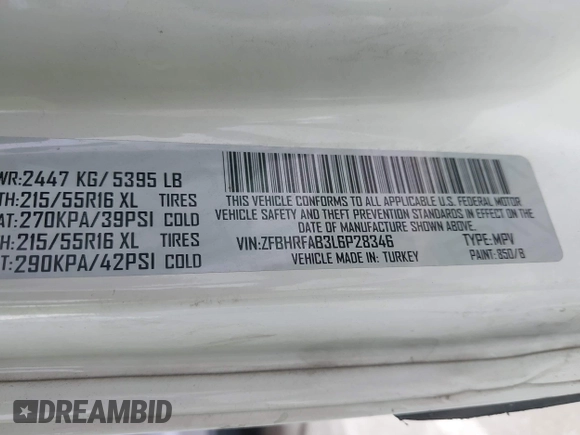 WR: 2447 KG/ 5395 LB
TH: 215/55R16 XL TIRES
AT: 270KPA/39PSI COLD
H: 215/55R16 XL TIRES
T: 290KPA/42PSI COLD
THIS VEHICLE CONFORMS TO ALL APPLICABLE U.S. FEDERAL MOTOR
VEHICLE SAFETY AND THEFT PREVENTION STANDARDS IN EFFECT ON THE
DATE OF MANUFACTURE SHOWN ABOVE.
VIN: ZFBHRFAB3L6P28346 TYPE: MPV
VEHICLE MADE IN: TURKEY PAINT: 850/B
DREAMBID